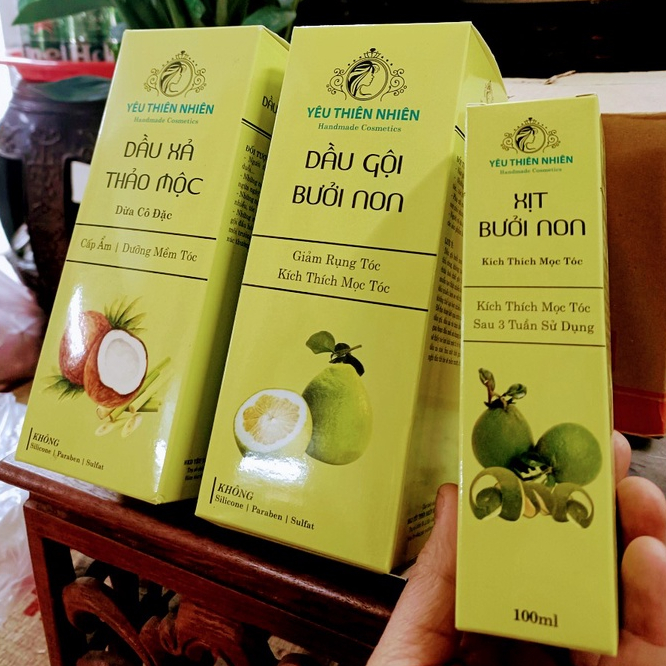 YÊU THIÊN NHIÊN
Handmade Cosmetics
DẦU XẢ
THẢO MỘC
Dừa Cô Đặc
Cấp Ẩm | Dưỡng Mềm Tóc
KHÔNG
Silicone | Paraben | Sulfat
YÊU THIÊN NHIÊN
Handmade Cosmetics
DẦU GỘI
BƯỞI NON
Giảm Rụng Tóc
Kích Thích Mọc Tóc
KHÔNG
Silicone | Paraben | Sulfat
YÊU THIÊN NHIÊN
Handmade Cosmetics
XỊT
BƯỞI NON
Kích Thích Mọc Tóc
Kích Thích Mọc Tóc
Sau 3 Tuần Sử Dụng
100ml